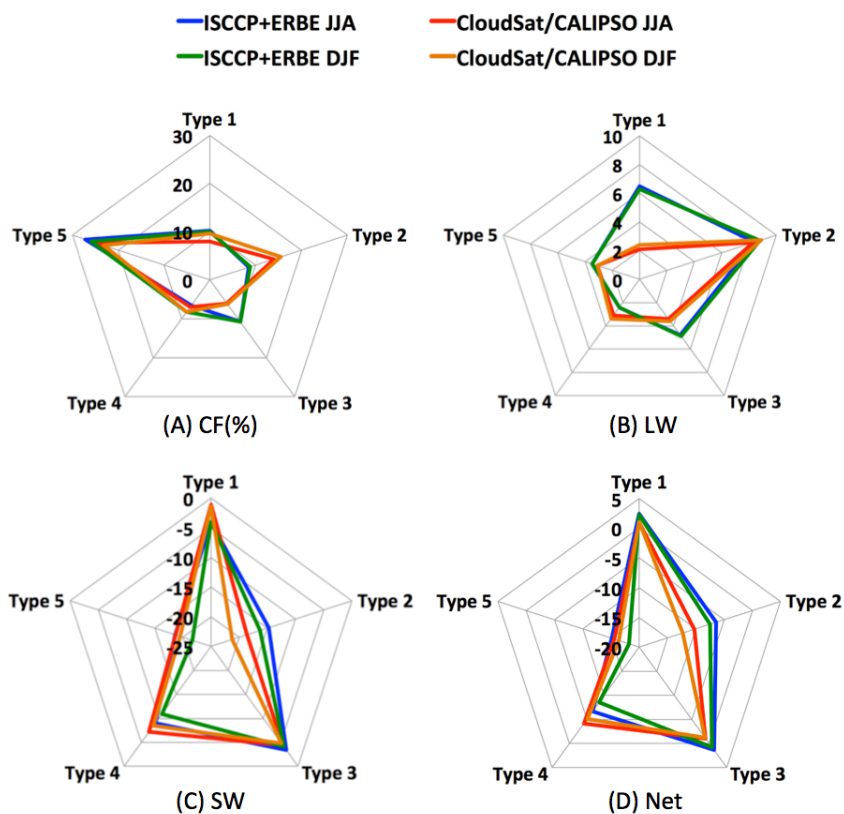 ISCCP+ERBE JJA
CloudSat/CALIPSO JJA
ISCCP+ERBE DJF
CloudSat/CALIPSO DJF
Type 1
30
20
10
0
Type 2
Type 3
Type 4
Type 5
(A) CF(%)
Type 1
10
8
6
4
2
0
Type 2
Type 3
Type 4
Type 5
(B) LW
Type 1
0
-5
-10
-15
-20
-25
Type 2
Type 3
Type 4
Type 5
(C) SW
Type 1
5
0
-5
-10
-15
-20
Type 2
Type 3
Type 4
Type 5
(D) Net